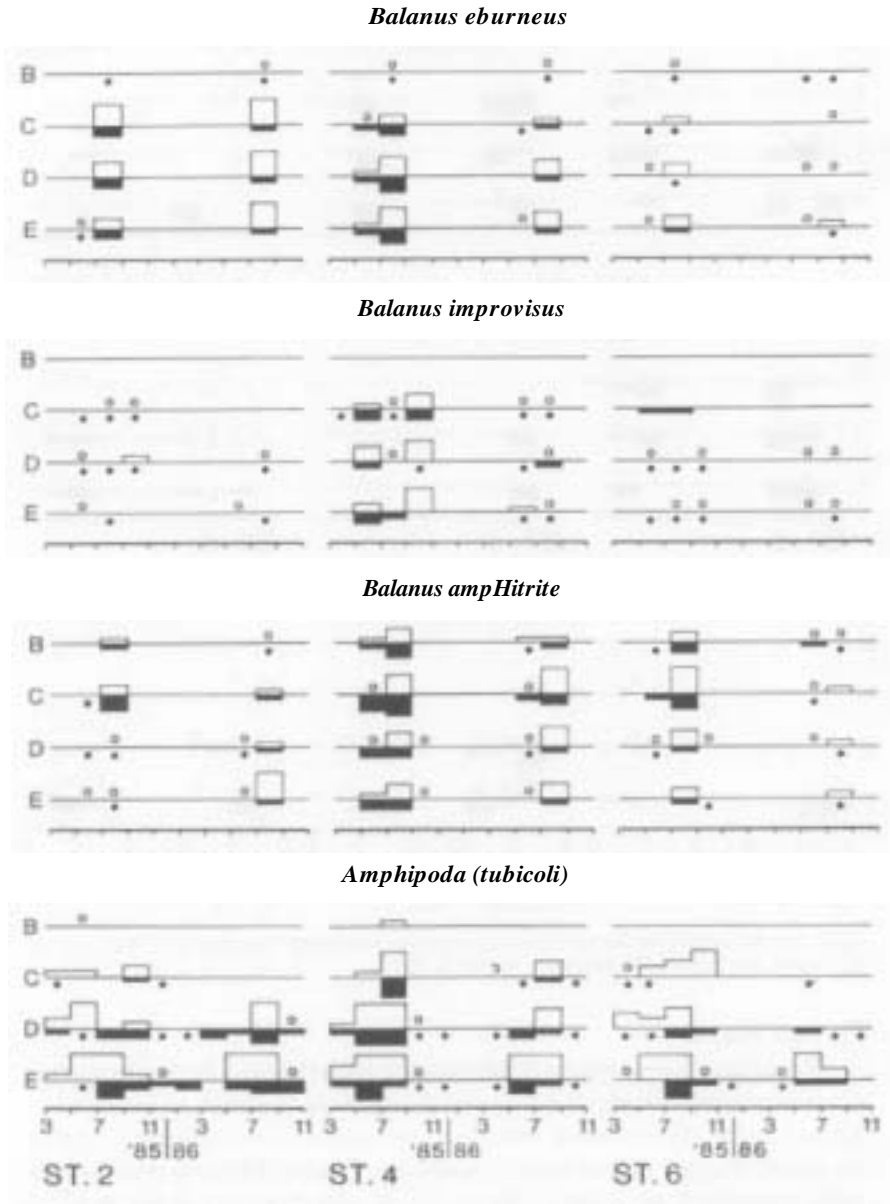 Balanus eburneus
B
C
D
E
Balanus improvisus
B
C
D
E
Balanus ampHitrite
B
C
D
E
Amphipoda (tubicoli)
B
C
D
E
3 7 11 3 7 11 3 7 11 3 7 11 3 7 11 3 7 11
'85|86 '85|86 '85|86
ST. 2 ST. 4 ST. 6